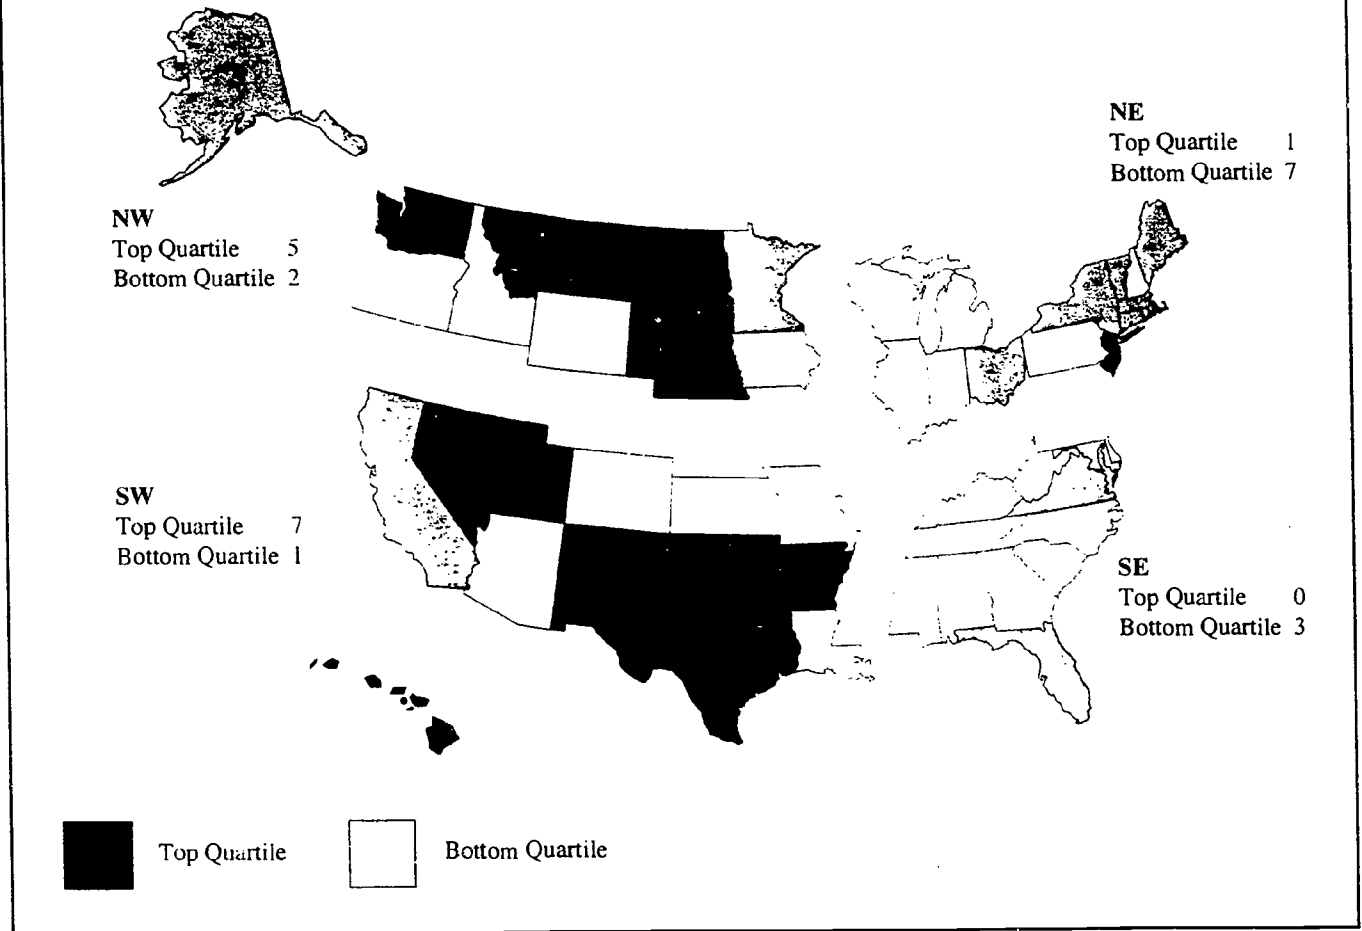 NE
Top Quartile 1
Bottom Quartile 7
NW
Top Quartile 5
Bottom Quartile 2
SW
Top Quartile 7
Bottom Quartile 1
SE
Top Quartile 0
Bottom Quartile 3
Top Quartile
Bottom Quartile